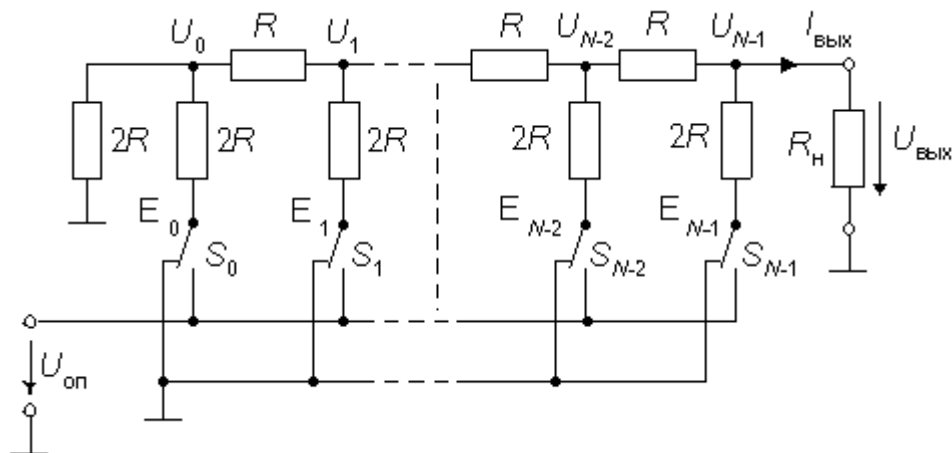 U0 R U1 R UN-2 R UN-1 Iвых
2R 2R 2R 2R 2R Rн Uвых
E0 E1 EN-2 EN-1
S0 S1 SN-2 SN-1
Uоп